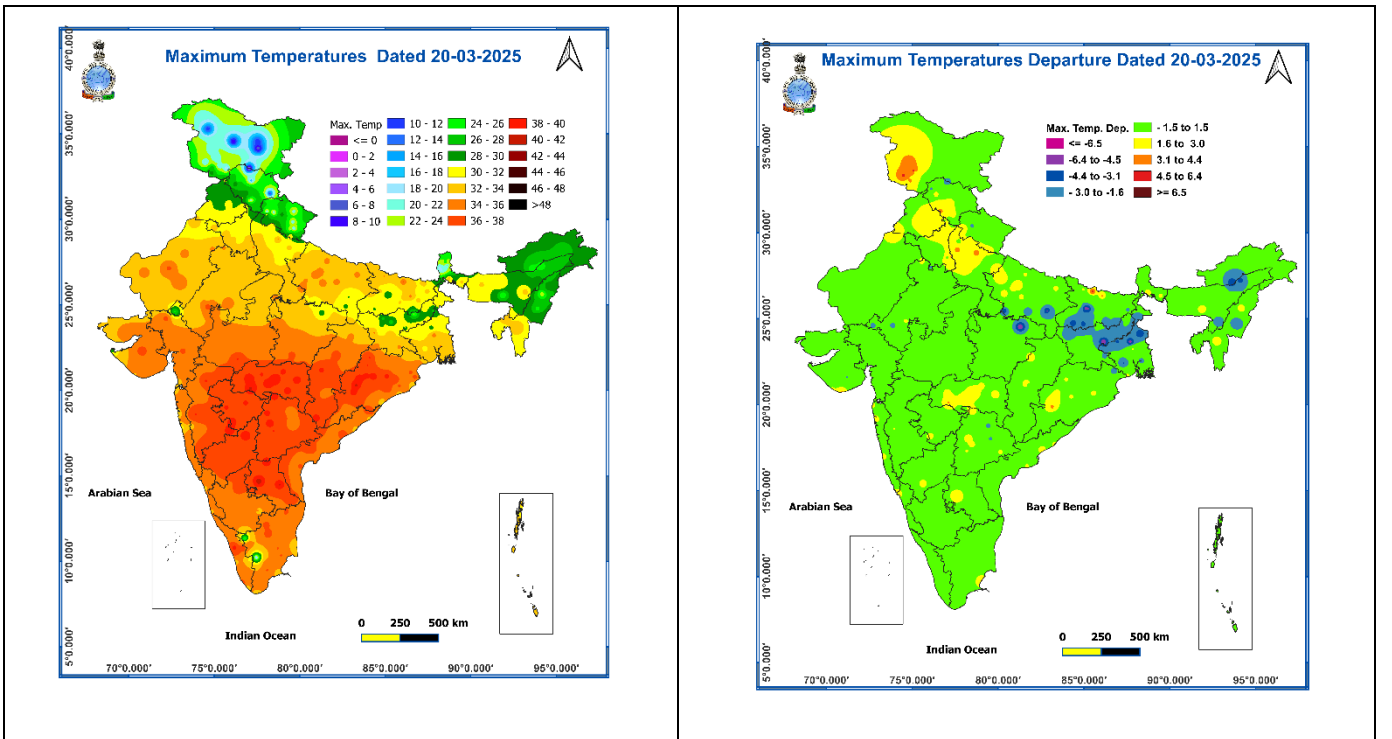 Maximum Temperatures Dated 20-03-2025
Max. Temp
<= 0
0 - 2
2 - 4
4 - 6
6 - 8
8 - 10
10 - 12
12 - 14
14 - 16
16 - 18
18 - 20
20 - 22
22 - 24
24 - 26
26 - 28
28 - 30
30 - 32
32 - 34
34 - 36
36 - 38
38 - 40
40 - 42
42 - 44
44 - 46
46 - 48
>48
40°0.000'
35°0.000'
30°0.000'
25°0.000'
20°0.000'
15°0.000'
10°0.000'
5°0.000'
Arabian Sea
Bay of Bengal
Indian Ocean
0 250 500 km
70°0.000' 75°0.000' 80°0.000' 85°0.000' 90°0.000' 95°0.000'
Maximum Temperatures Departure Dated 20-03-2025
Max. Temp. Dep.
<= -6.5
-6.4 to -4.5
-4.4 to -3.1
- 3.0 to -1.6
- 1.5 to 1.5
1.6 to 3.0
3.1 to 4.4
4.5 to 6.4
>= 6.5
40°0.000'
35°0.000'
30°0.000'
25°0.000'
20°0.000'
15°0.000'
10°0.000'
5°0.000'
Arabian Sea
Bay of Bengal
Indian Ocean
0 250 500 km
70°0.000' 75°0.000' 80°0.000' 85°0.000' 90°0.000' 95°0.000'